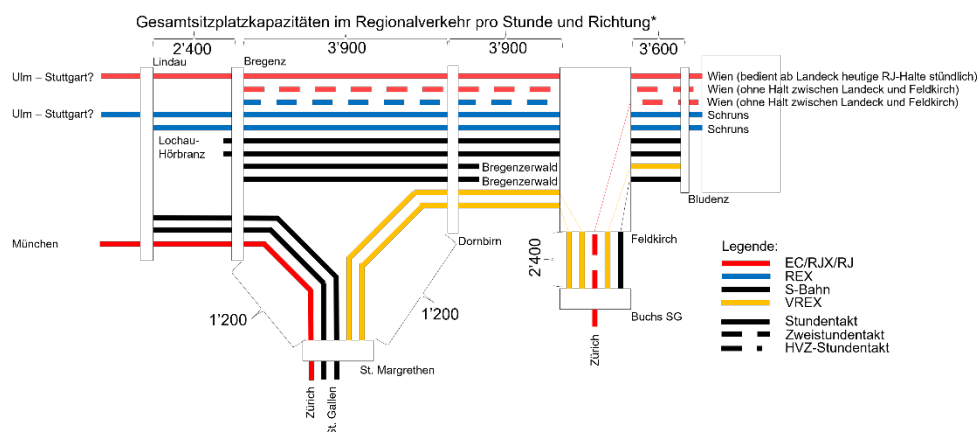 Gesamtsitzplatzkapazitäten im Regionalverkehr pro Stunde und Richtung*
2'400
3'900
3'900
3'600
Lindau
Bregenz
Ulm – Stuttgart?
Wien (bedient ab Landeck heutige RJ-Halte stündlich)
Wien (ohne Halt zwischen Landeck und Feldkirch)
Wien (ohne Halt zwischen Landeck und Feldkirch)
Ulm – Stuttgart?
Schruns
Schruns
Lochau-
Hörbranz
Bregenzerwald
Bregenzerwald
Bludenz
München
Dornbirn
Feldkirch
2'400
1'200
1'200
Buchs SG
Zürich
St. Margrethen
Zürich
St. Gallen
Legende:
EC/RJX/RJ
REX
S-Bahn
VREX
Stundentakt
Zweistundentakt
HVZ-Stundentakt